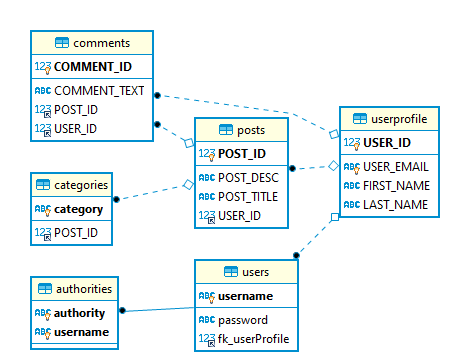 comments
123 COMMENT_ID
ABC COMMENT_TEXT
123 POST_ID
123 USER_ID
posts
123 POST_ID
ABC POST_DESC
ABC POST_TITLE
123 USER_ID
userprofile
123 USER_ID
ABC USER_EMAIL
ABC FIRST_NAME
ABC LAST_NAME
categories
ABC category
123 POST_ID
authorities
ABC authority
ABC username
users
ABC username
ABC password
123 fk_userProfile